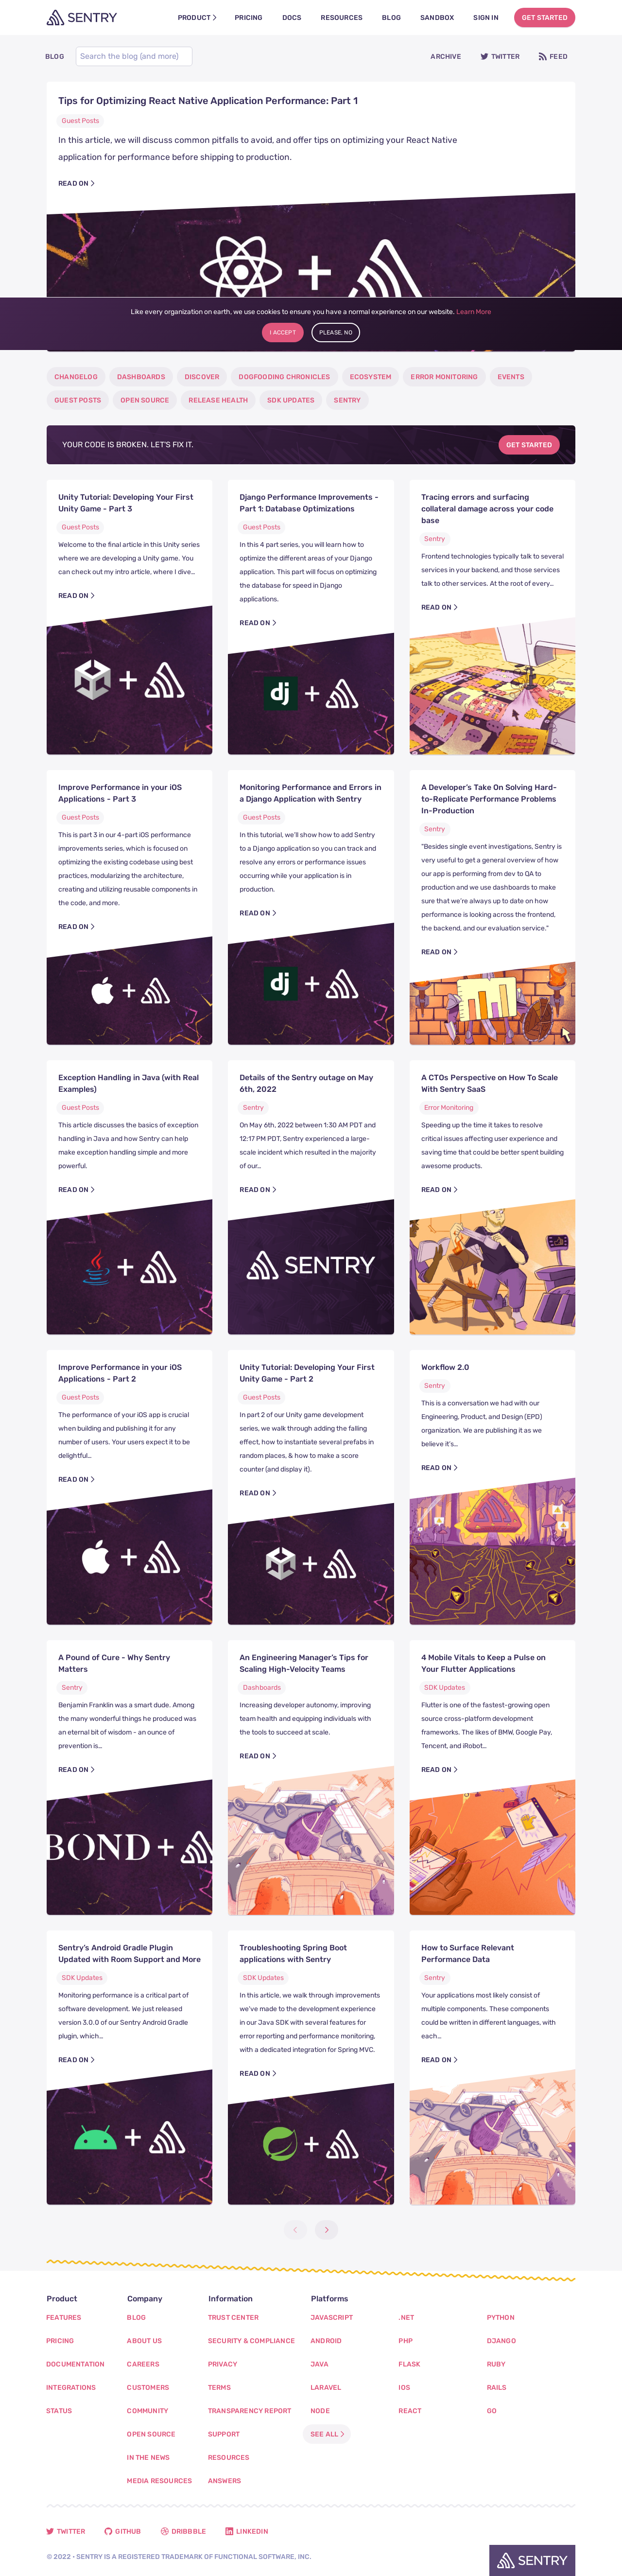 SENTRY
PRODUCT
PRICING
DOCS
RESOURCES
BLOG
SANDBOX
SIGN IN
GET STARTED
BLOG
Search the blog (and more)
ARCHIVE
TWITTER
FEED
Tips for Optimizing React Native Application Performance: Part 1
Guest Posts
In this article, we will discuss common pitfalls to avoid, and offer tips on optimizing your React Native
application for performance before shipping to production.
READ ON
+
Like every organization on earth, we use cookies to ensure you have a normal experience on our website. Learn More
I ACCEPT
PLEASE, NO
CHANGELOG
DASHBOARDS
DISCOVER
DOGFOODING CHRONICLES
ECOSYSTEM
ERROR MONITORING
EVENTS
GUEST POSTS
OPEN SOURCE
RELEASE HEALTH
SDK UPDATES
SENTRY
YOUR CODE IS BROKEN. LET'S FIX IT.
GET STARTED
Unity Tutorial: Developing Your First
Unity Game - Part 3
Guest Posts
Welcome to the final article in this Unity series
where we are developing a Unity game. You
can check out my intro article, where I dive…
READ ON
+
Django Performance Improvements -
Part 1: Database Optimizations
Guest Posts
In this 4 part series, you will learn how to
optimize the different areas of your Django
application. This part will focus on optimizing
the database for speed in Django
applications.
READ ON
dj +
Tracing errors and surfacing
collateral damage across your code
base
Sentry
Frontend technologies typically talk to several
services in your backend, and those services
talk to other services. At the root of every…
READ ON
Improve Performance in your iOS
Applications - Part 3
Guest Posts
This is part 3 in our 4-part iOS performance
improvements series, which is focused on
optimizing the existing codebase using best
practices, modularizing the architecture,
creating and utilizing reusable components in
the code, and more.
READ ON
+
Monitoring Performance and Errors in
a Django Application with Sentry
Guest Posts
In this tutorial, we'll show how to add Sentry
to a Django application so you can track and
resolve any errors or performance issues
occurring while your application is in
production.
READ ON
dj +
A Developer's Take On Solving Hard-
to-Replicate Performance Problems
In-Production
Sentry
"Besides single event investigations, Sentry is
very useful to get a general overview of how
our app is performing from dev to QA to
production and we use dashboards to make
sure that we're always up to date on how
performance is looking across the frontend,
the backend, and our evaluation service."
READ ON
Exception Handling in Java (with Real
Examples)
Guest Posts
This article discusses the basics of exception
handling in Java and how Sentry can help
make exception handling simple and more
powerful.
READ ON
+
Details of the Sentry outage on May
6th, 2022
Sentry
On May 6th, 2022 between 1:30 AM PDT and
12:17 PM PDT, Sentry experienced a large-
scale incident which resulted in the majority
of our…
READ ON
SENTRY
A CTOs Perspective on How To Scale
With Sentry SaaS
Error Monitoring
Speeding up the time it takes to resolve
critical issues affecting user experience and
saving time that could be better spent building
awesome products.
READ ON
Improve Performance in your iOS
Applications - Part 2
Guest Posts
The performance of your iOS app is crucial
when building and publishing it for any
number of users. Your users expect it to be
delightful…
READ ON
+
Unity Tutorial: Developing Your First
Unity Game - Part 2
Guest Posts
In part 2 of our Unity game development
series, we walk through adding the falling
effect, how to instantiate several prefabs in
random places, & how to make a score
counter (and display it).
READ ON
+
Workflow 2.0
Sentry
This is a conversation we had with our
Engineering, Product, and Design (EPD)
organization. We are publishing it as we
believe it's…
READ ON
A Pound of Cure - Why Sentry
Matters
Sentry
Benjamin Franklin was a smart dude. Among
the many wonderful things he produced was
an eternal bit of wisdom - an ounce of
prevention is…
READ ON
BOND +
An Engineering Manager's Tips for
Scaling High-Velocity Teams
Dashboards
Increasing developer autonomy, improving
team health and equipping individuals with
the tools to succeed at scale.
READ ON
4 Mobile Vitals to Keep a Pulse on
Your Flutter Applications
SDK Updates
Flutter is one of the fastest-growing open
source cross-platform development
frameworks. The likes of BMW, Google Pay,
Tencent, and iRobot…
READ ON
Sentry's Android Gradle Plugin
Updated with Room Support and More
SDK Updates
Monitoring performance is a critical part of
software development. We just released
version 3.0.0 of our Sentry Android Gradle
plugin, which…
READ ON
+
Troubleshooting Spring Boot
applications with Sentry
SDK Updates
In this article, we walk through improvements
we've made to the development experience
in our Java SDK with several features for
error reporting and performance monitoring,
with a dedicated integration for Spring MVC.
READ ON
+
How to Surface Relevant
Performance Data
Sentry
Your applications most likely consist of
multiple components. These components
could be written in different languages, with
each…
READ ON
Product
FEATURES
PRICING
DOCUMENTATION
INTEGRATIONS
STATUS
Company
BLOG
ABOUT US
CAREERS
CUSTOMERS
COMMUNITY
OPEN SOURCE
IN THE NEWS
MEDIA RESOURCES
Information
TRUST CENTER
SECURITY & COMPLIANCE
PRIVACY
TERMS
TRANSPARENCY REPORT
SUPPORT
RESOURCES
ANSWERS
Platforms
JAVASCRIPT
ANDROID
JAVA
LARAVEL
NODE
SEE ALL
.NET
PHP
FLASK
IOS
REACT
PYTHON
DJANGO
RUBY
RAILS
GO
TWITTER
GITHUB
DRIBBBLE
LINKEDIN
© 2022 • SENTRY IS A REGISTERED TRADEMARK OF FUNCTIONAL SOFTWARE, INC.
SENTRY